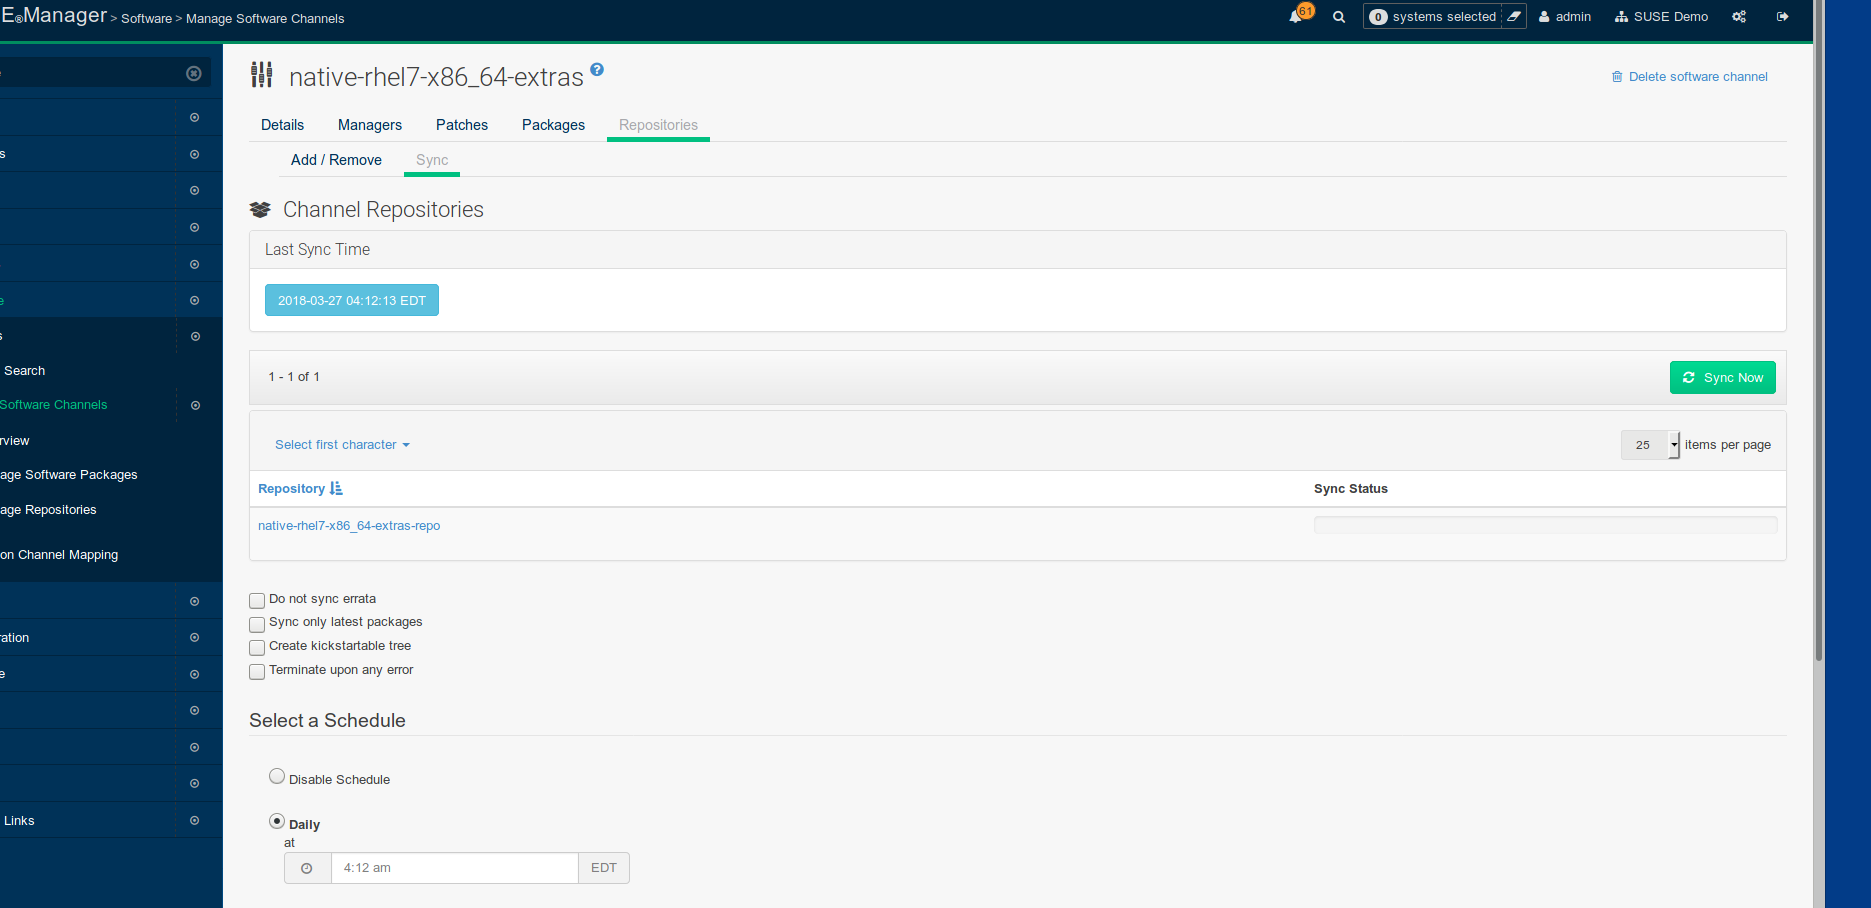 E®Manager > Software > Manage Software Channels
61
0 systems selected
admin
SUSE Demo
native-rhel7-x86_64-extras ?
Delete software channel
Details
Managers
Patches
Packages
Repositories
Add / Remove
Sync
Channel Repositories
Last Sync Time
2018-03-27 04:12:13 EDT
1 - 1 of 1
Sync Now
Select first character
25 items per page
Repository
Sync Status
native-rhel7-x86_64-extras-repo
Do not sync errata
Sync only latest packages
Create kickstartable tree
Terminate upon any error
Select a Schedule
Disable Schedule
Daily
at
4:12 am
EDT
e
s
e
s
Search
Software Channels
rview
age Software Packages
age Repositories
on Channel Mapping
ration
e
Links